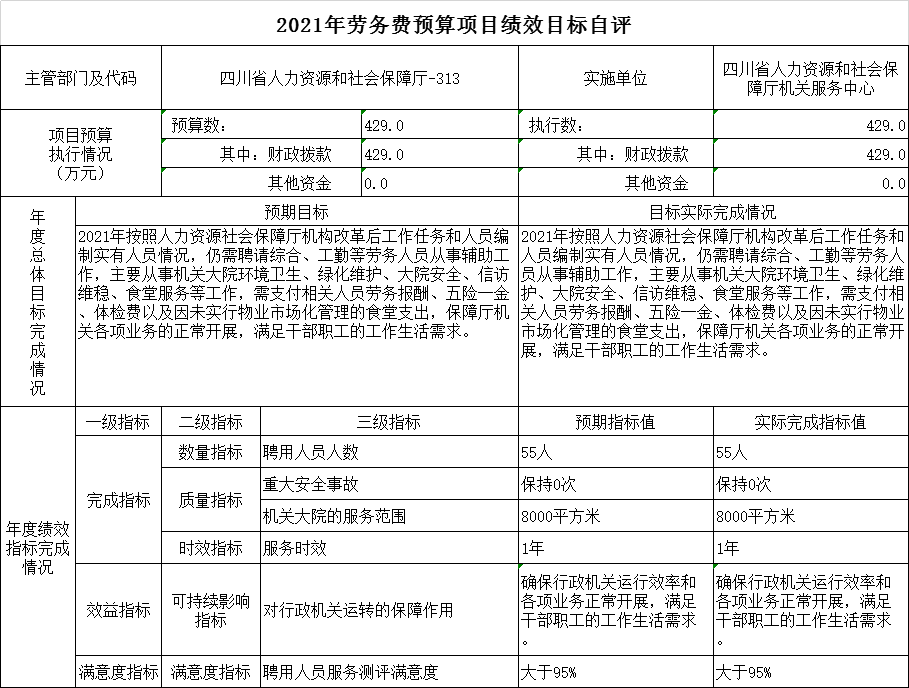 2021年劳务费预算项目绩效目标自评
主管部门及代码
四川省人力资源和社会保障厅-313
实施单位
四川省人力资源和社会保
障厅机关服务中心
项目预算
执行情况
（万元）
预算数：
429.0
执行数：
429.0
其中：财政拨款
429.0
其中：财政拨款
429.0
其他资金
0.0
其他资金
0.0
年
度
总
体
目
标
完
成
情
况
预期目标
目标实际完成情况
2021年按照人力资源社会保障厅机构改革后工作任务和人员编
制实有人员情况，仍需聘请综合、工勤等劳务人员从事辅助工
作，主要从事机关大院环境卫生、绿化维护、大院安全、信访
维稳、食堂服务等工作，需支付相关人员劳务报酬、五险一金
、体检费以及因未实行物业市场化管理的食堂支出，保障厅机
关各项业务的正常开展，满足干部职工的工作生活需求。
2021年按照人力资源社会保障厅机构改革后工作任务和
人员编制实有人员情况，仍需聘请综合、工勤等劳务人
员从事辅助工作，主要从事机关大院环境卫生、绿化维
护、大院安全、信访维稳、食堂服务等工作，需支付相
关人员劳务报酬、五险一金、体检费以及因未实行物业
市场化管理的食堂支出，保障厅机关各项业务的正常开
展，满足干部职工的工作生活需求。
年度绩效
指标完成
情况
一级指标
二级指标
三级指标
预期指标值
实际完成指标值
完成指标
数量指标
聘用人员人数
55人
55人
质量指标
重大安全事故
保持0次
保持0次
机关大院的服务范围
8000平方米
8000平方米
时效指标
服务时效
1年
1年
效益指标
可持续影响
指标
对行政机关运转的保障作用
确保行政机关运行效率和
各项业务正常开展，满足
干部职工的工作生活需求
。
确保行政机关运行效率和
各项业务正常开展，满足
干部职工的工作生活需求
。
满意度指标
满意度指标
聘用人员服务测评满意度
大于95%
大于95%